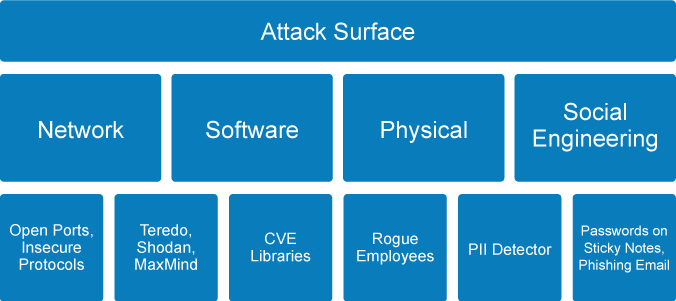 Attack Surface
Network
Software
Physical
Social
Engineering
Open Ports,
Insecure
Protocols
Teredo,
Shodan,
MaxMind
CVE
Libraries
Rogue
Employees
PII Detector
Passwords on
Sticky Notes,
Phishing Email